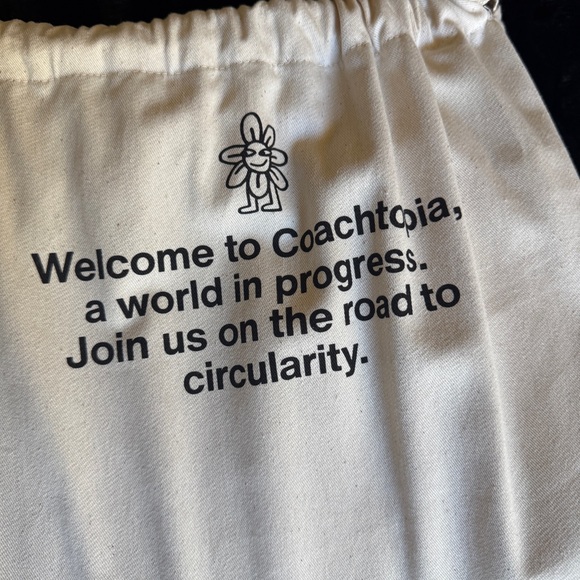 Welcome to Coachtopia,
a world in progress.
Join us on the road to
circularity.